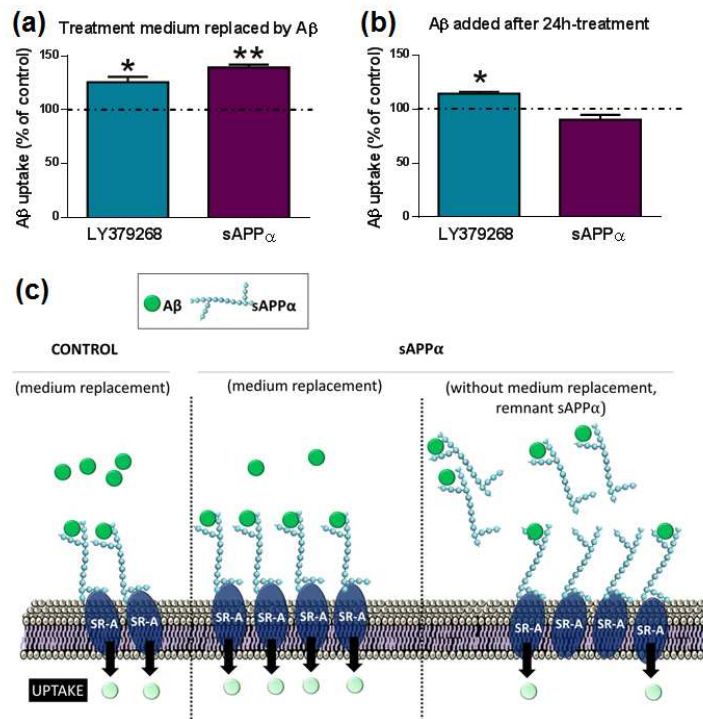 (a)
Treatment medium replaced by Aβ
Aβ uptake (% of control)
150
100
50
0
*
**
LY379268
sAPPα
(b)
Aβ added after 24h-treatment
Aβ uptake (% of control)
150
100
50
0
*
LY379268
sAPPα
(c)
Aβ
sAPPα
CONTROL
sAPPα
(medium replacement)
(medium replacement)
(without medium replacement,
remnant sAPPα)
SR-A
SR-A
SR-A
SR-A
SR-A
SR-A
SR-A
SR-A
SR-A
SR-A
UPTAKE